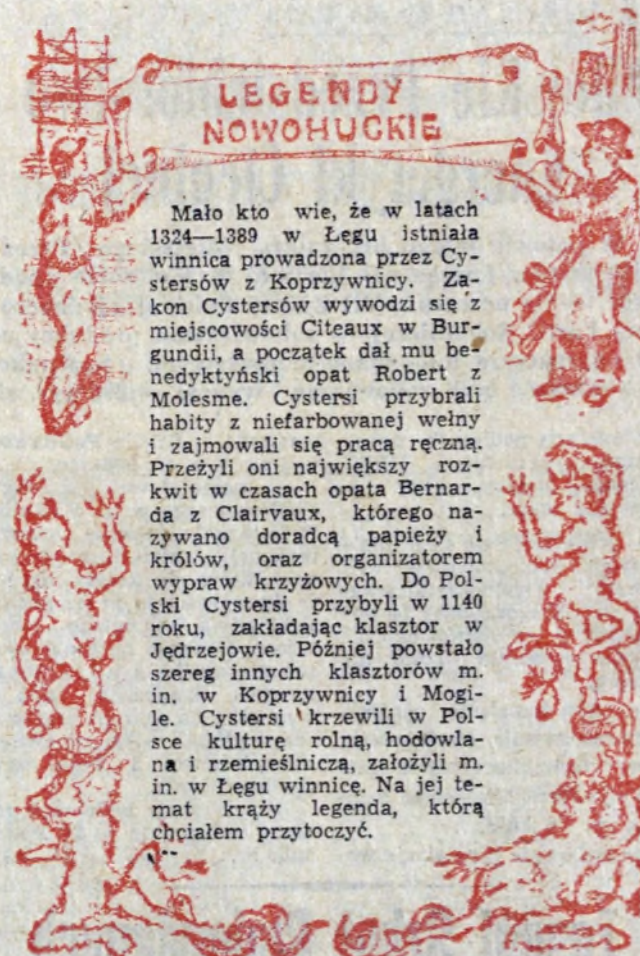 LEGENDY
NOWOHUCKIE
Mało kto wie, że w latach
1324—1389 w Łęgu istniała
winnica prowadzona przez Cy-
stersów z Koprzywnicy. Za-
kon Cystersów wywodzi się z
miejscowości Citeaux w Bur-
gundii, a początek dał mu be-
nedyktyński opat Robert z
Molesme. Cystersi przybrali
habity z niefarbowanej wełny
i zajmowali się pracą ręczną.
Przeżyli oni największy roz-
kwit w czasach opata Bernar-
da z Clairvaux, którego na-
zywano doradcą papieży i
królów, oraz organizatorem
wypraw krzyżowych. Do Pol-
ski Cystersi przybyli w 1140
roku, zakładając klasztor w
Jędrzejowie. Później powstało
szereg innych klasztorów m.
in. w Koprzywnicy i Mogi-
le. Cystersi krzewili w Pol-
sce kulturę rolną, hodowla-
na i rzemieślniczą, założyli m.
in. w Łęgu winnicę. Na jej te-
mat krąży legenda, którą
chciałem przytoczyć.